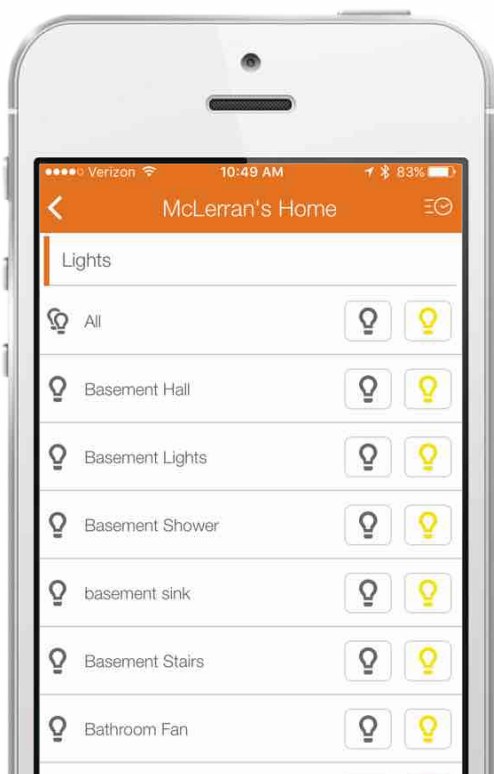 Verizon 10:49 AM 83%
McLerran's Home
Lights
All
Basement Hall
Basement Lights
Basement Shower
basement sink
Basement Stairs
Bathroom Fan